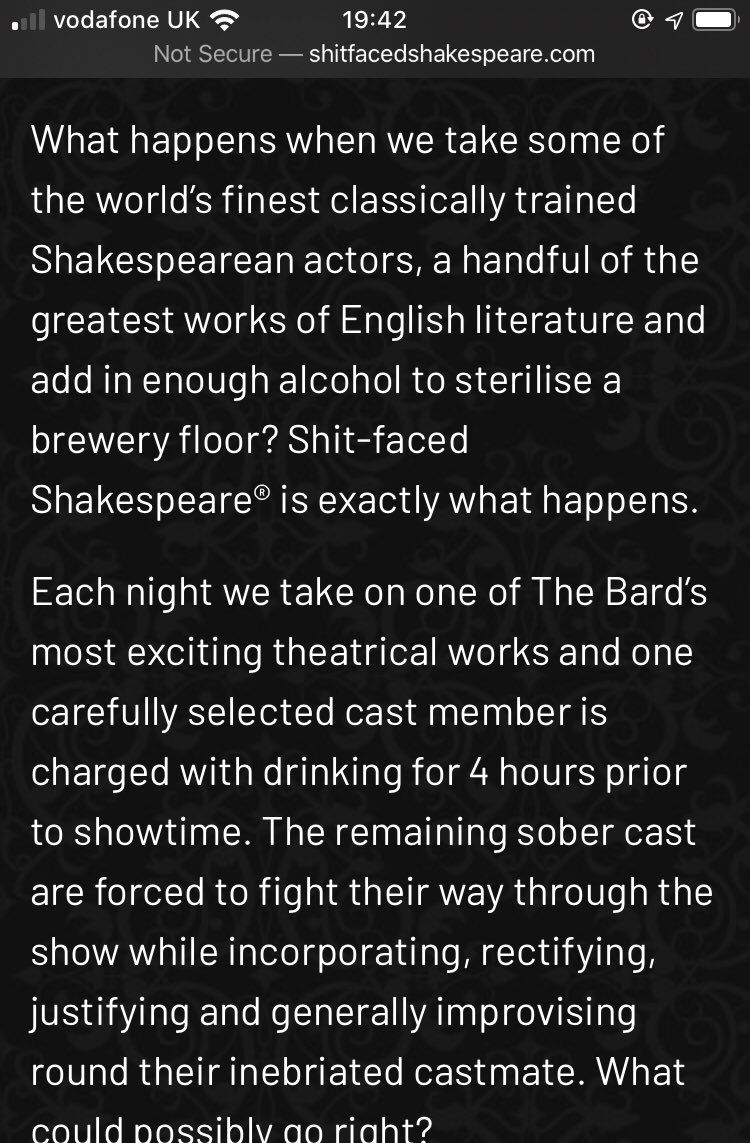 vodafone UK 19:42
Not Secure — shitfacedshakespeare.com
What happens when we take some of
the world’s finest classically trained
Shakespearean actors, a handful of the
greatest works of English literature and
add in enough alcohol to sterilise a
brewery floor? Shit-faced
Shakespeare® is exactly what happens.
Each night we take on one of The Bard’s
most exciting theatrical works and one
carefully selected cast member is
charged with drinking for 4 hours prior
to showtime. The remaining sober cast
are forced to fight their way through the
show while incorporating, rectifying,
justifying and generally improvising
round their inebriated castmate. What
could possibly go right?